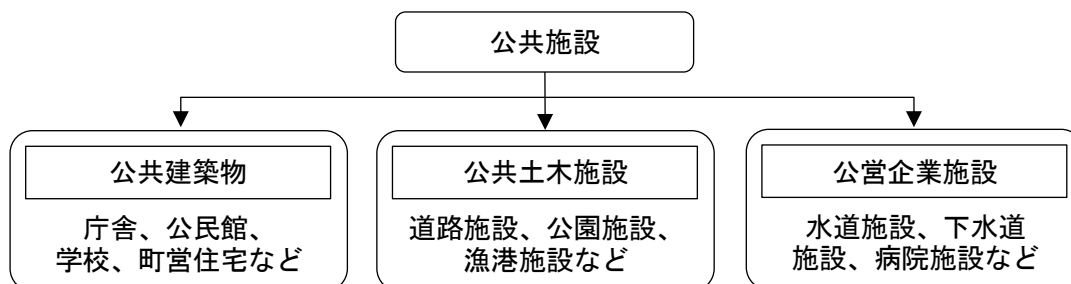 公共施設
公共建築物
庁舎、公民館、
学校、町営住宅など
公共土木施設
道路施設、公園施設、
漁港施設など
公営企業施設
水道施設、下水道
施設、病院施設など